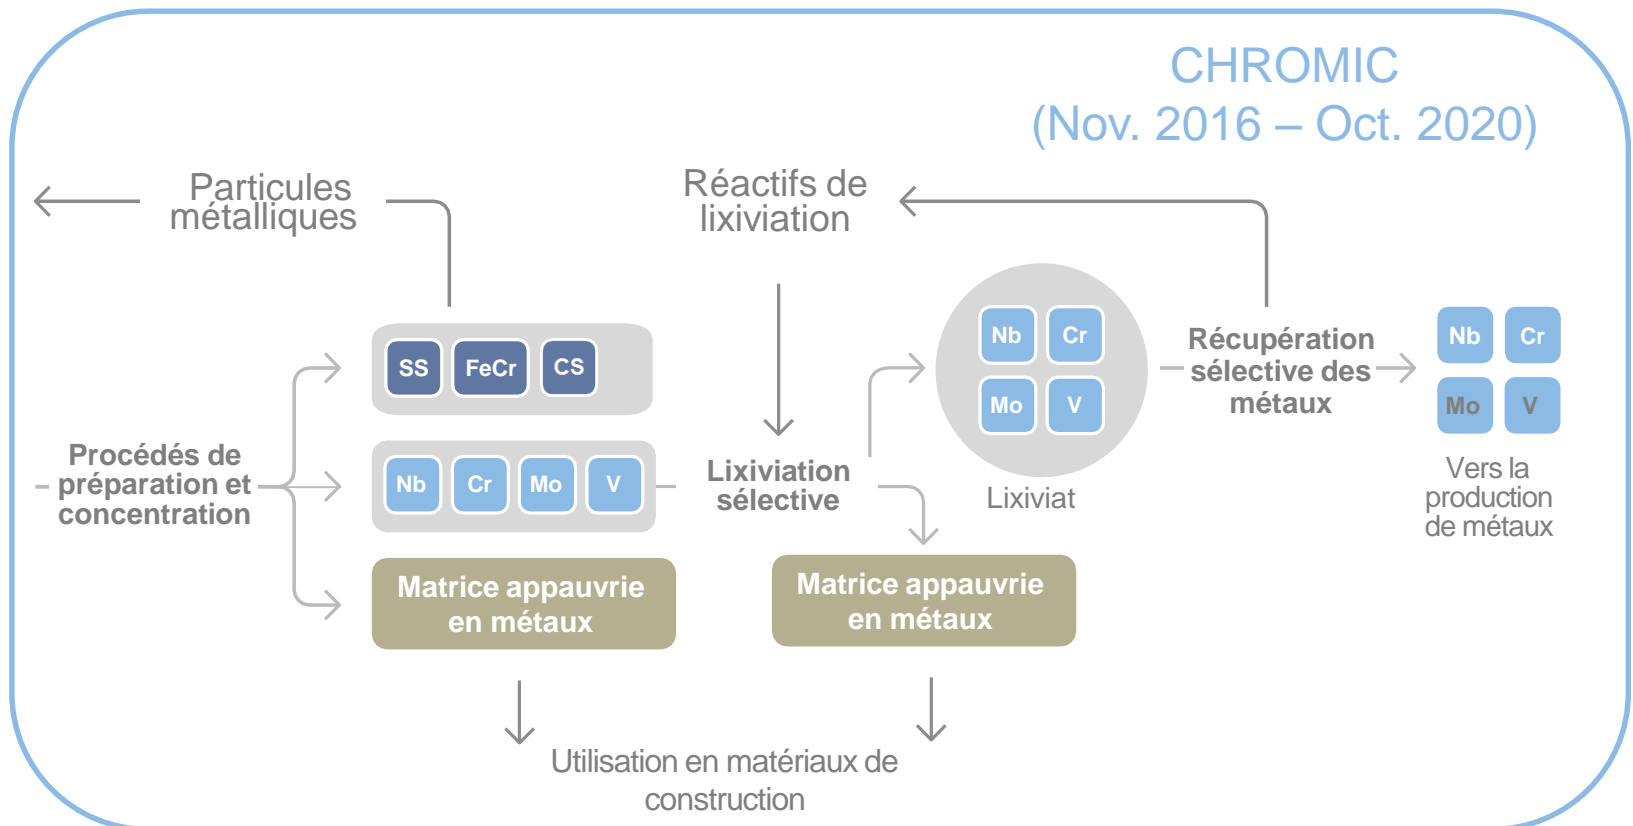 CHROMIC
(Nov. 2016 – Oct. 2020)
Particules
métalliques
Réactifs de
lixiviation
SS FeCr CS
Procédés de
préparation et
concentration
Nb Cr Mo V
Matrice appauvrie
en métaux
Lixiviation
sélective
Nb Cr
Mo V
Lixiviat
Matrice appauvrie
en métaux
Récupération
sélective des
métaux
Nb Cr
Mo V
Vers la
production
de métaux
Utilisation en matériaux de
construction